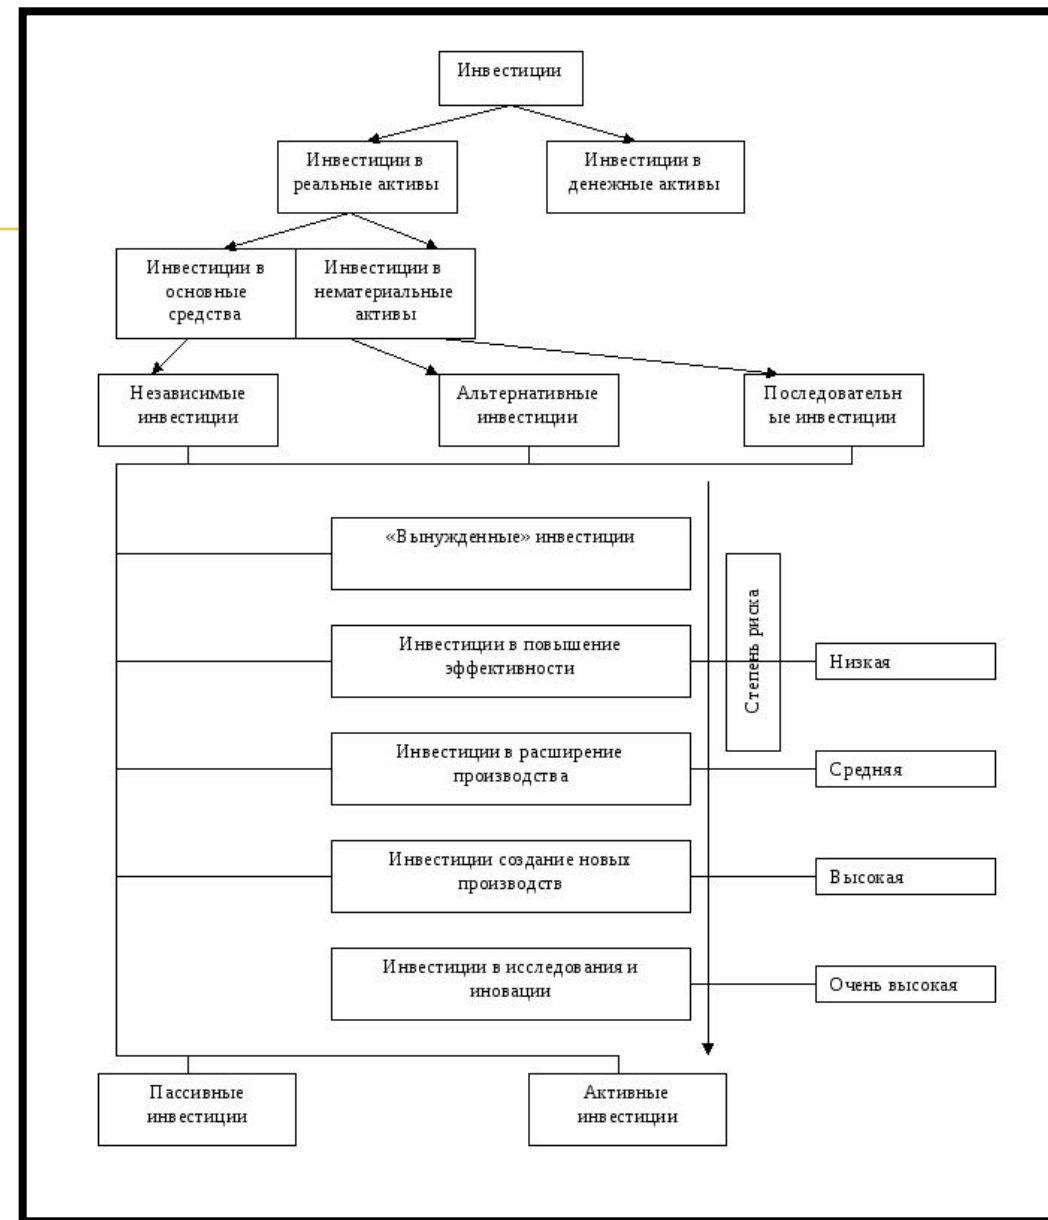 Инвестиции
Инвестиции в
реальные активы
Инвестиции в
денежные активы
Инвестиции в
основные
средства
Инвестиции в
нематериальные
активы
Независимые
инвестиции
Альтернативные
инвестиции
Последовательн
ые инвестиции
«Вынужденные» инвестиции
Степень риска
Инвестиции в повышение
эффективности
Низкая
Инвестиции в расширение
производства
Средняя
Инвестиции создание новых
производств
Высокая
Инвестиции в исследования и
иновации
Очень высокая
Пассивные
инвестиции
Активные
инвестиции